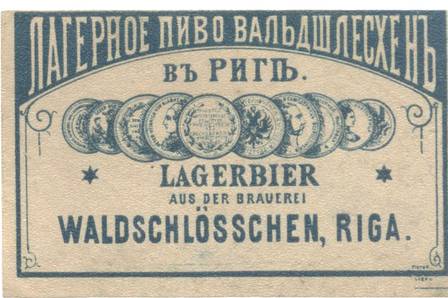 ЛАГЕРНОЕ ПИВО ВАЛЬДШЛЕСХЕНЪ
ВЪ РИГѢ.
LAGERBIER
AUS DER BRAUEREI
WALDSCHLÖSSCHEN, RIGA.